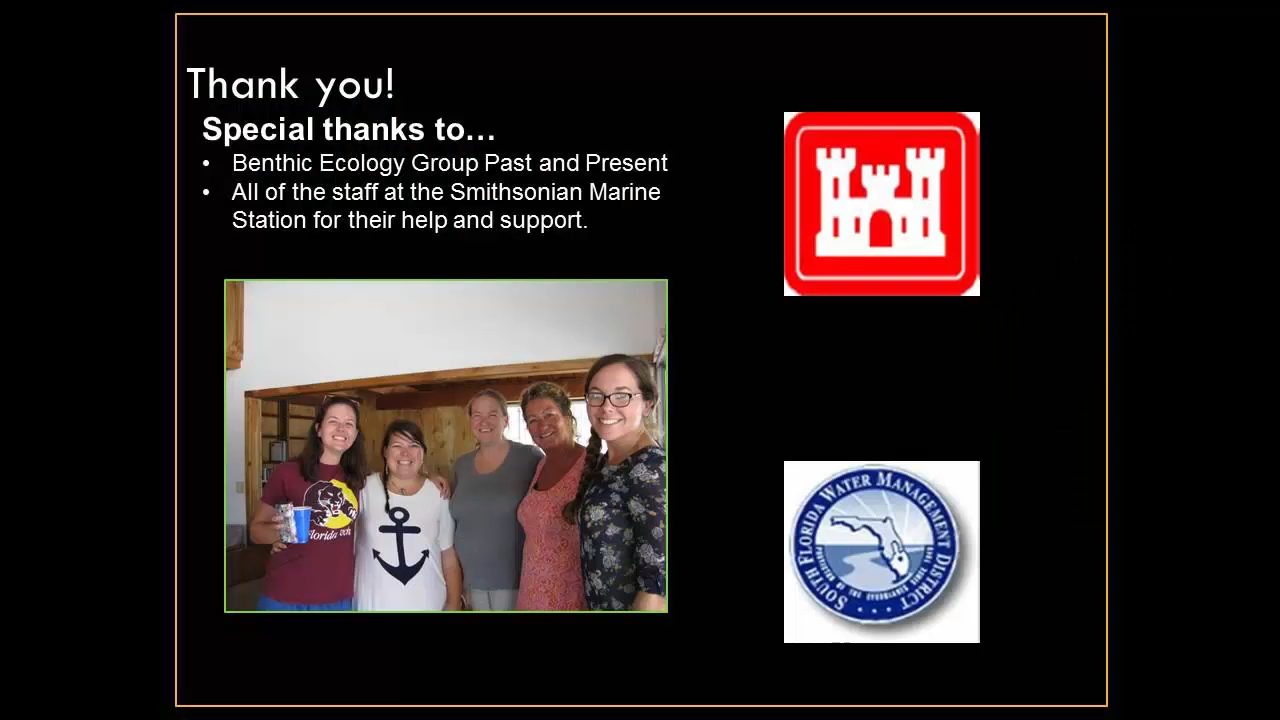 Thank you!
Special thanks to…
• Benthic Ecology Group Past and Present
• All of the staff at the Smithsonian Marine
Station for their help and support.
SOUTH FLORIDA WATER MANAGEMENT DISTRICT